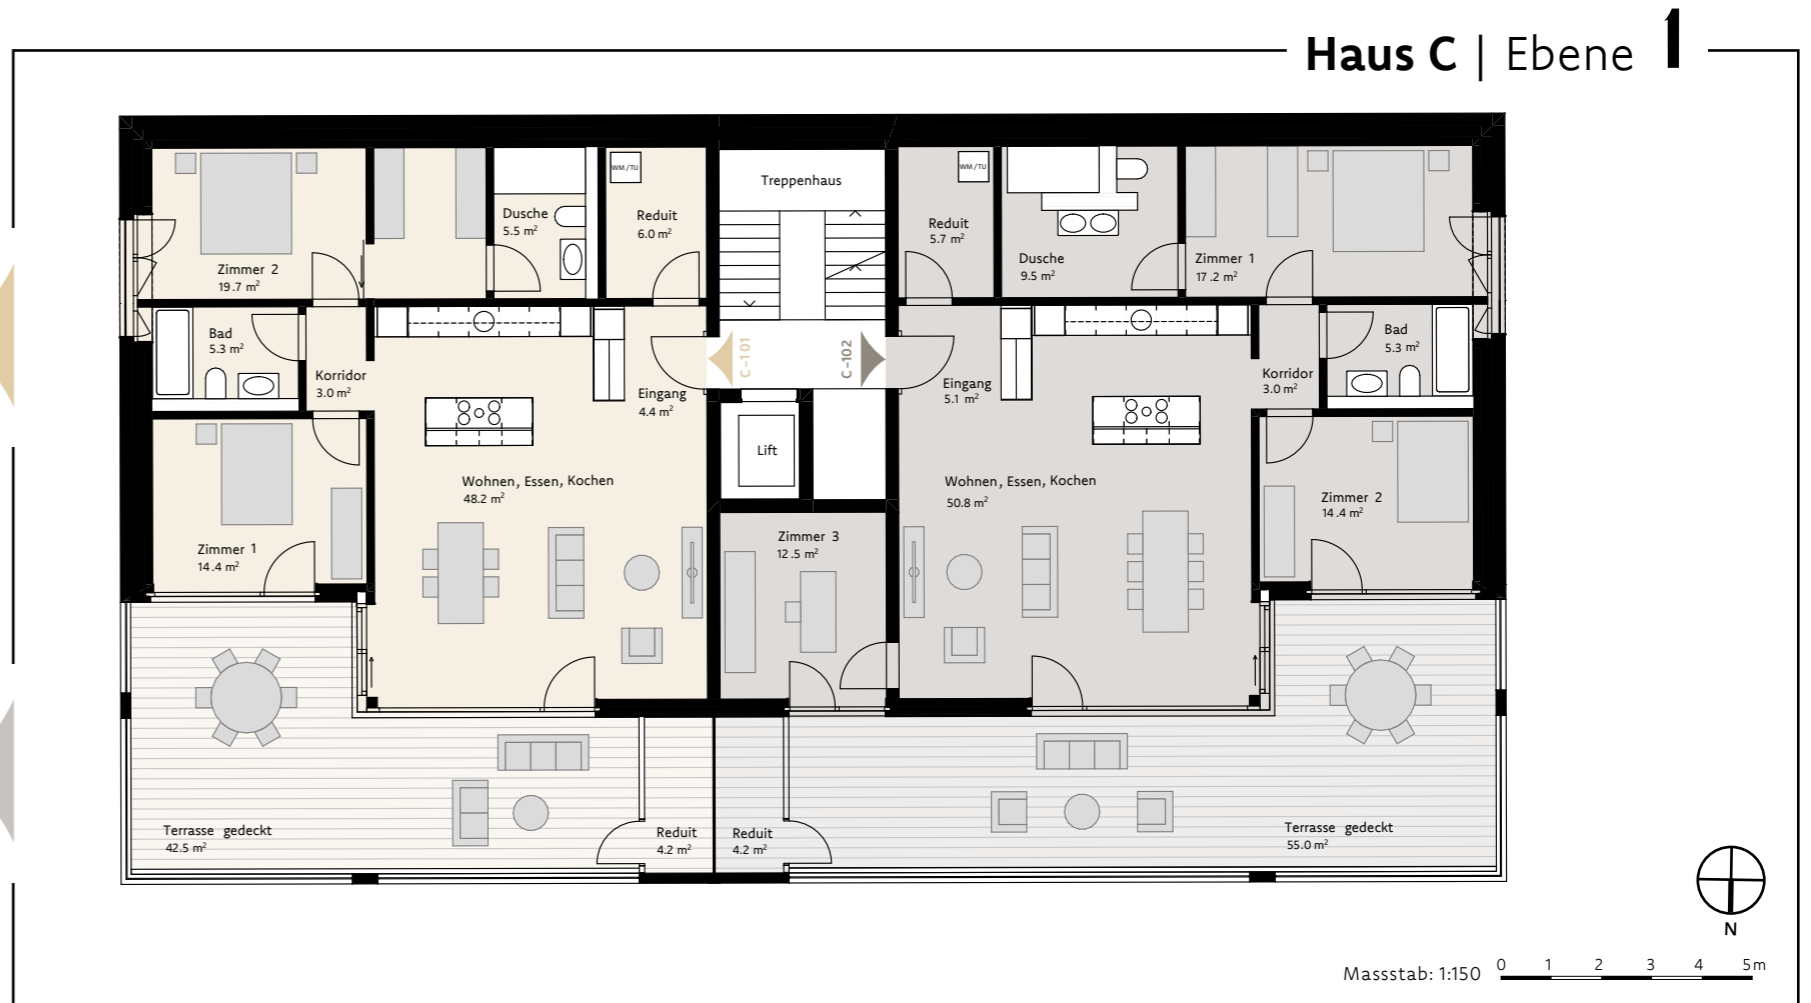 Haus C | Ebene 1
Treppenhaus
WM/TU
WM/TU
Dusche
5.5 m²
Reduit
6.0 m²
Reduit
5.7 m²
Dusche
9.5 m²
Zimmer 1
17.2 m²
Zimmer 2
19.7 m²
Bad
5.3 m²
Korridor
3.0 m²
Eingang
4.4 m²
C-101
C-102
Eingang
5.1 m²
Korridor
3.0 m²
Bad
5.3 m²
Lift
Wohnen, Essen, Kochen
48.2 m²
Wohnen, Essen, Kochen
50.8 m²
Zimmer 2
14.4 m²
Zimmer 1
14.4 m²
Zimmer 3
12.5 m²
Terrasse gedeckt
42.5 m²
Reduit
4.2 m²
Reduit
4.2 m²
Terrasse gedeckt
55.0 m²
N
Massstab: 1:150 0 1 2 3 4 5m